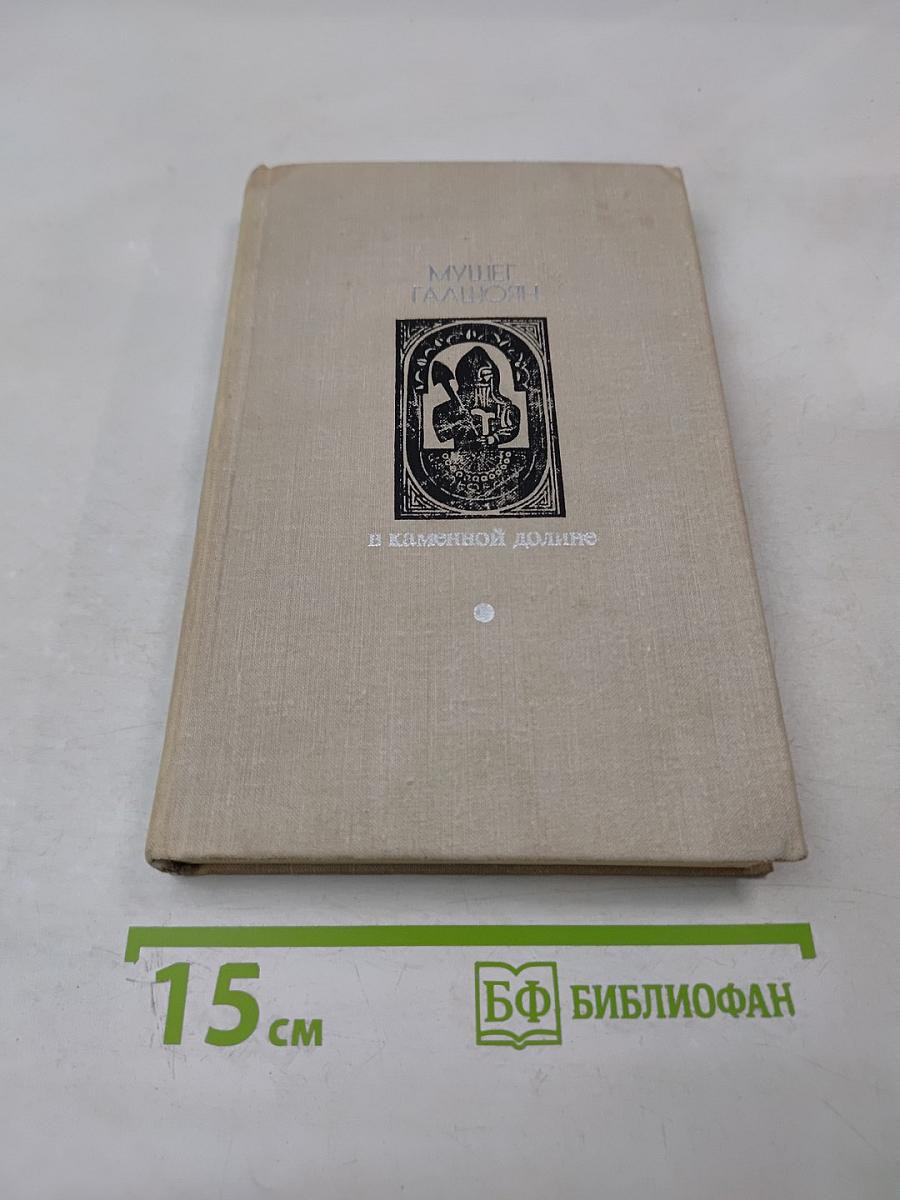 МУШЕГ
ГАЛШОЯН
в каменной долине
15 см
БФ БИБЛИОФАН